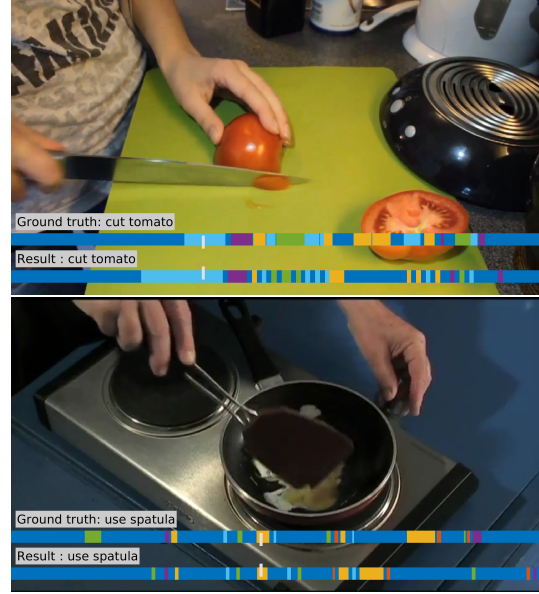 Ground truth: cut tomato
Result : cut tomato
Ground truth: use spatula
Result : use spatula